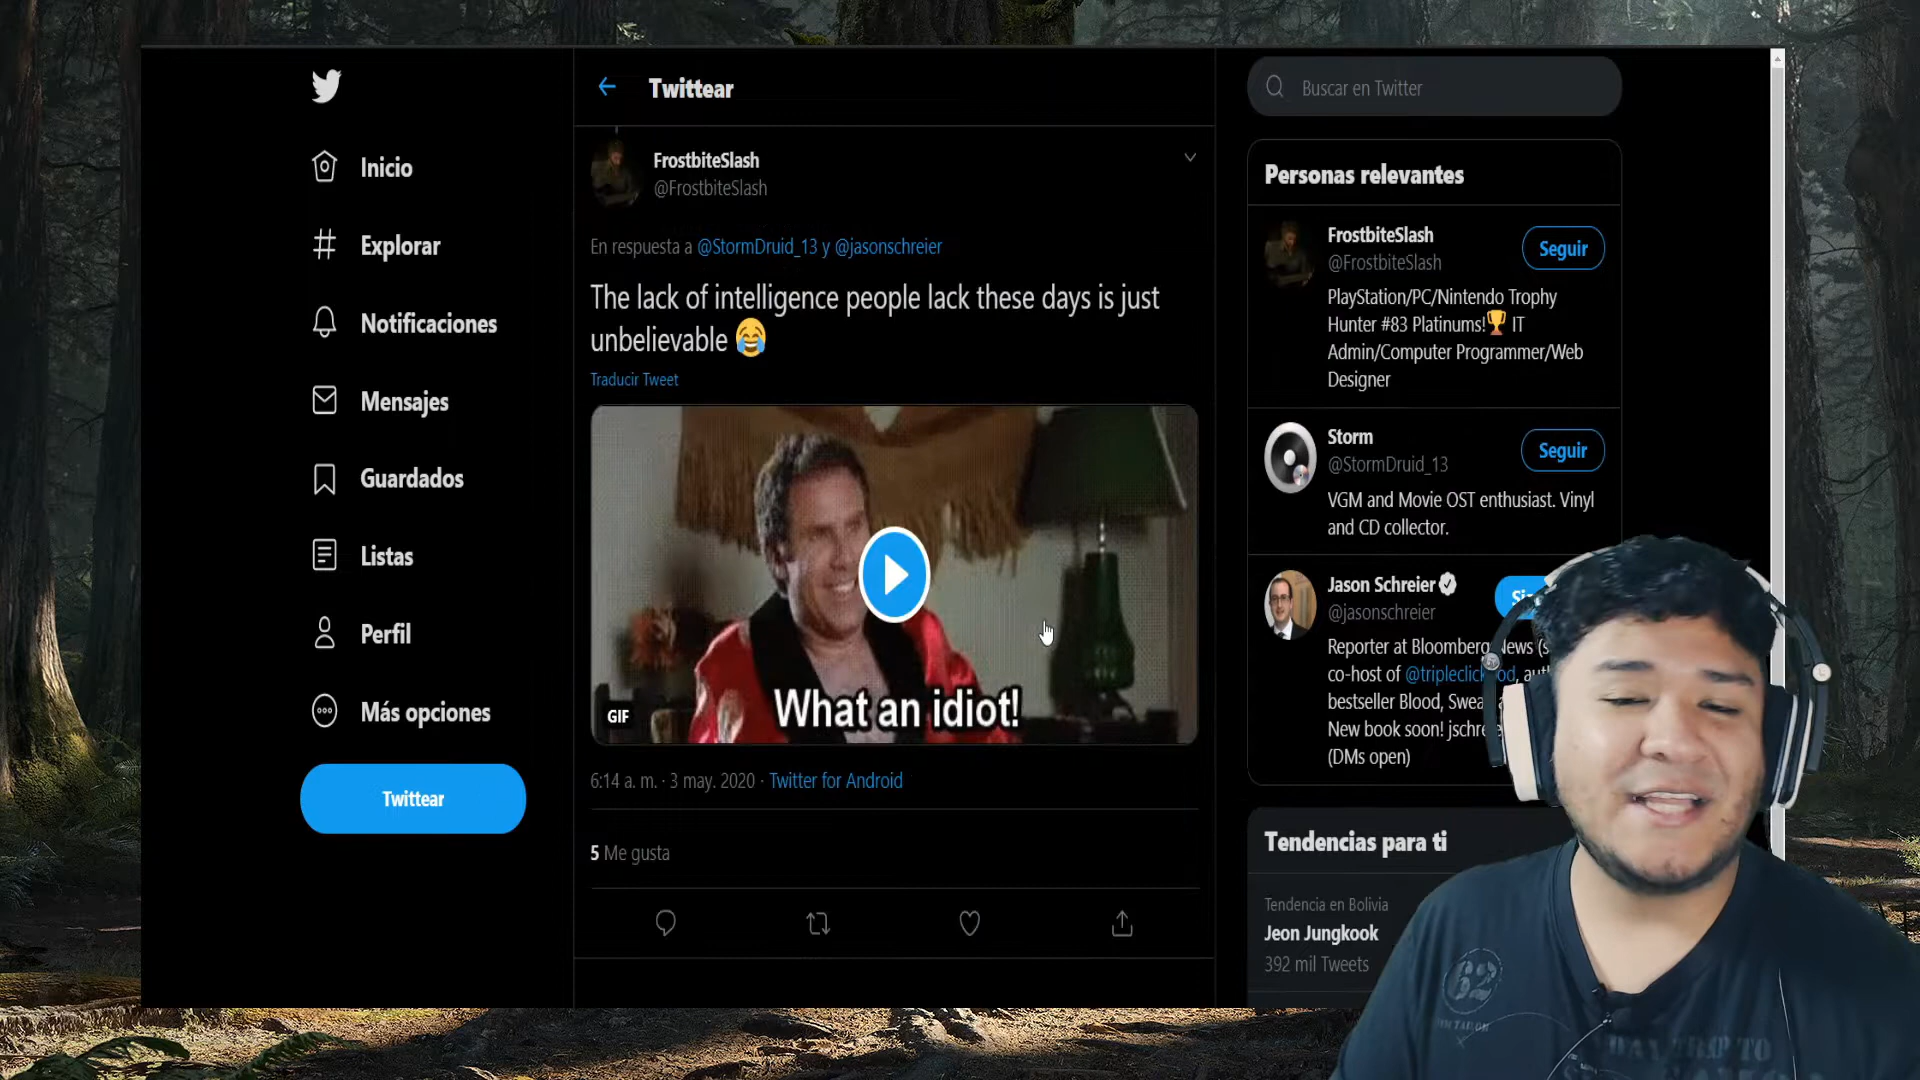 Twittear
Buscar en Twitter
Inicio
Explorar
Notificaciones
Mensajes
Guardados
Listas
Perfil
Más opciones
Twittear
FrostbiteSlash
@FrostbiteSlash
En respuesta a @StormDruid_13 y @jasonschreier
The lack of intelligence people lack these days is just
unbelievable 😂
Traducir Tweet
What an idiot!
GIF
6:14 a. m. · 3 may. 2020 · Twitter for Android
5 Me gusta
Personas relevantes
FrostbiteSlash
@FrostbiteSlash
Seguir
PlayStation/PC/Nintendo Trophy
Hunter #83 Platinums!🏆 IT
Admin/Computer Programmer/Web
Designer
Storm
@StormDruid_13
Seguir
VGM and Movie OST enthusiast. Vinyl
and CD collector.
Jason Schreier
@jasonschreier
Reporter at Bloomberg News
co-host of
bestseller Blood,
New book soon!
(DMs open)
Tendencias para ti
Tendencia en Bolivia
Jeon Jungkook
392 mil Tweets
62